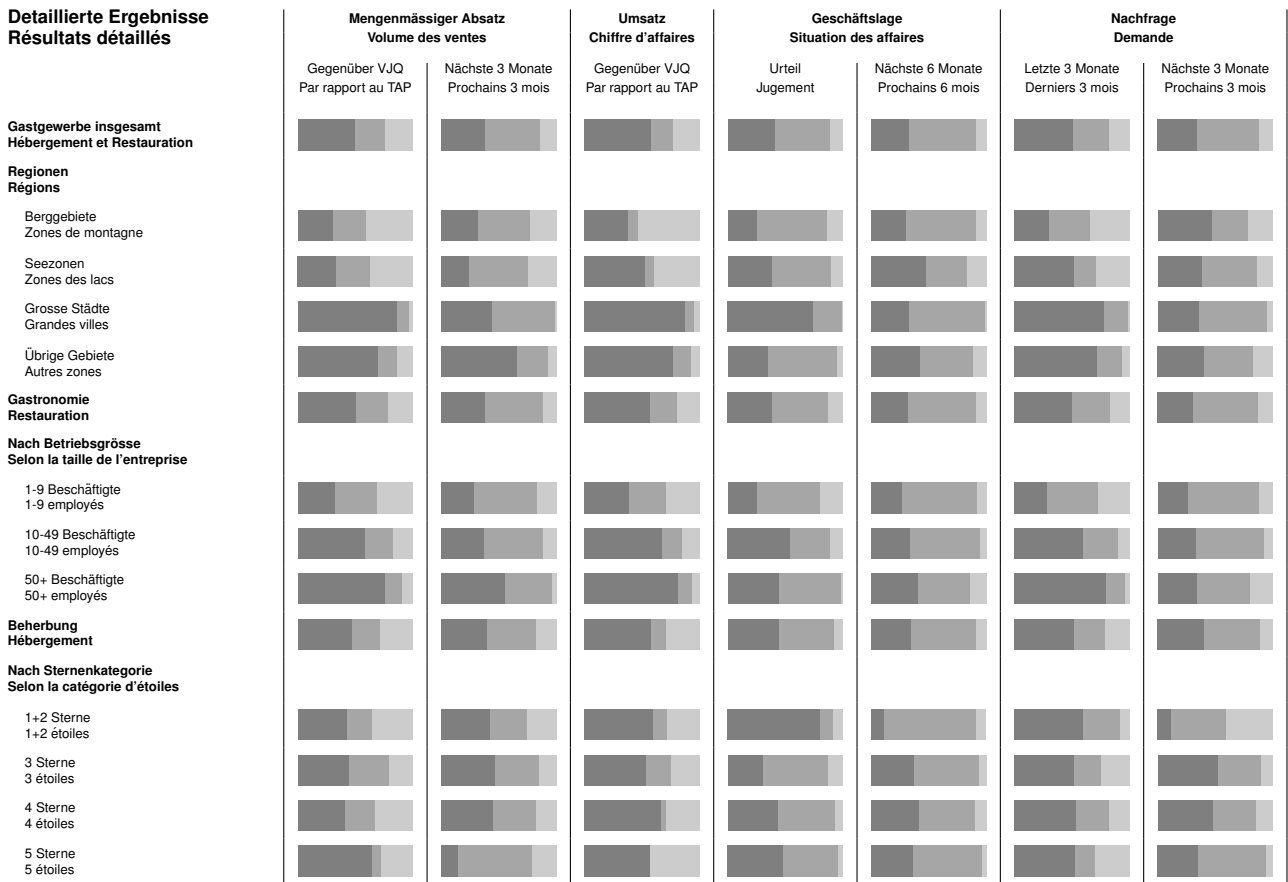 Detaillierte Ergebnisse
Résultats détaillés
Mengenmässiger Absatz
Volume des ventes
Umsatz
Chiffre d'affaires
Geschäftslage
Situation des affaires
Nachfrage
Demande
Gegenüber VJQ
Par rapport au TAP
Nächste 3 Monate
Prochains 3 mois
Gegenüber VJQ
Par rapport au TAP
Urteil
Jugement
Nächste 6 Monate
Prochains 6 mois
Letzte 3 Monate
Derniers 3 mois
Nächste 3 Monate
Prochains 3 mois
Gastgewerbe insgesamt
Hébergement et Restauration
Regionen
Régions
Berggebiete
Zones de montagne
Seezonen
Zones des lacs
Grosse Städte
Grandes villes
Übrige Gebiete
Autres zones
Gastronomie
Restauration
Nach Betriebsgrösse
Selon la taille de l'entreprise
1-9 Beschäftigte
1-9 employés
10-49 Beschäftigte
10-49 employés
50+ Beschäftigte
50+ employés
Beherbung
Hébergement
Nach Sternenkategorie
Selon la catégorie d'étoiles
1+2 Sterne
1+2 étoiles
3 Sterne
3 étoiles
4 Sterne
4 étoiles
5 Sterne
5 étoiles